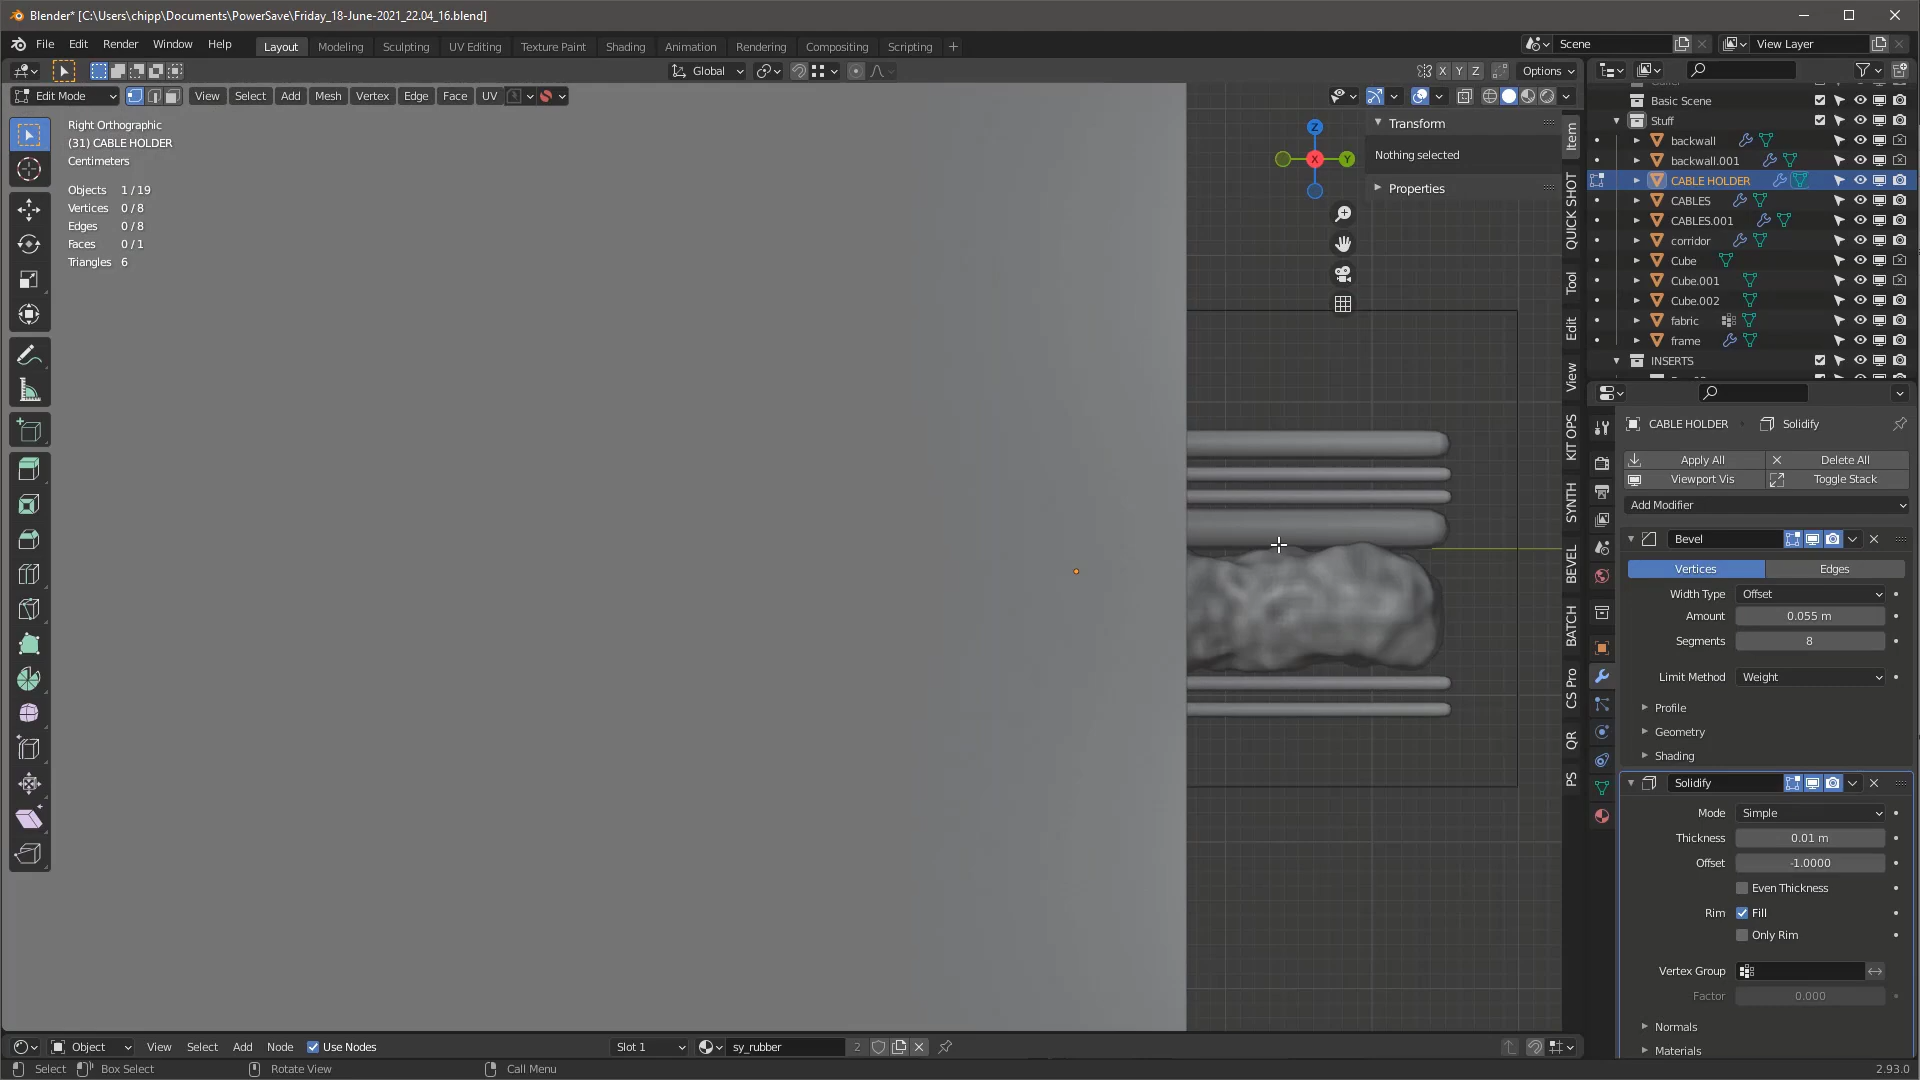 Blender* [C:\Users\chipp\Documents\PowerSave\Friday_18-June-2021_22.04_16.blend]
File Edit Render Window Help Layout Modeling Sculpting UV Editing Texture Paint Shading Animation Rendering Compositing Scripting + Scene View Layer
Global X Y Z Options
Edit Mode View Select Add Mesh Vertex Edge Face UV
Right Orthographic
(31) CABLE HOLDER
Centimeters
Objects 1 / 19
Vertices 0 / 8
Edges 0 / 8
Faces 0 / 1
Triangles 6
Z
X
Y
Transform
Nothing selected
Properties
Item
QUICK SHOT
Tool
Edit
View
KIT OPS
SYNTH
BEVEL
BATCH
CS Pro
QR
PS
Basic Scene
Stuff
backwall
backwall.001
CABLE HOLDER
CABLES
CABLES.001
corridor
Cube
Cube.001
Cube.002
fabric
frame
INSERTS
CABLE HOLDER Solidify
Apply All Delete All
Viewport Vis Toggle Stack
Add Modifier
Bevel
Vertices Edges
Width Type Offset
Amount 0.055 m
Segments 8
Limit Method Weight
Profile
Geometry
Shading
Solidify
Mode Simple
Thickness 0.01 m
Offset -1.0000
Even Thickness
Rim Fill
Only Rim
Vertex Group
Factor 0.000
Normals
Materials
Object View Select Add Node Use Nodes Slot 1 sy_rubber 2
Select Box Select Rotate View Call Menu 2.93.0